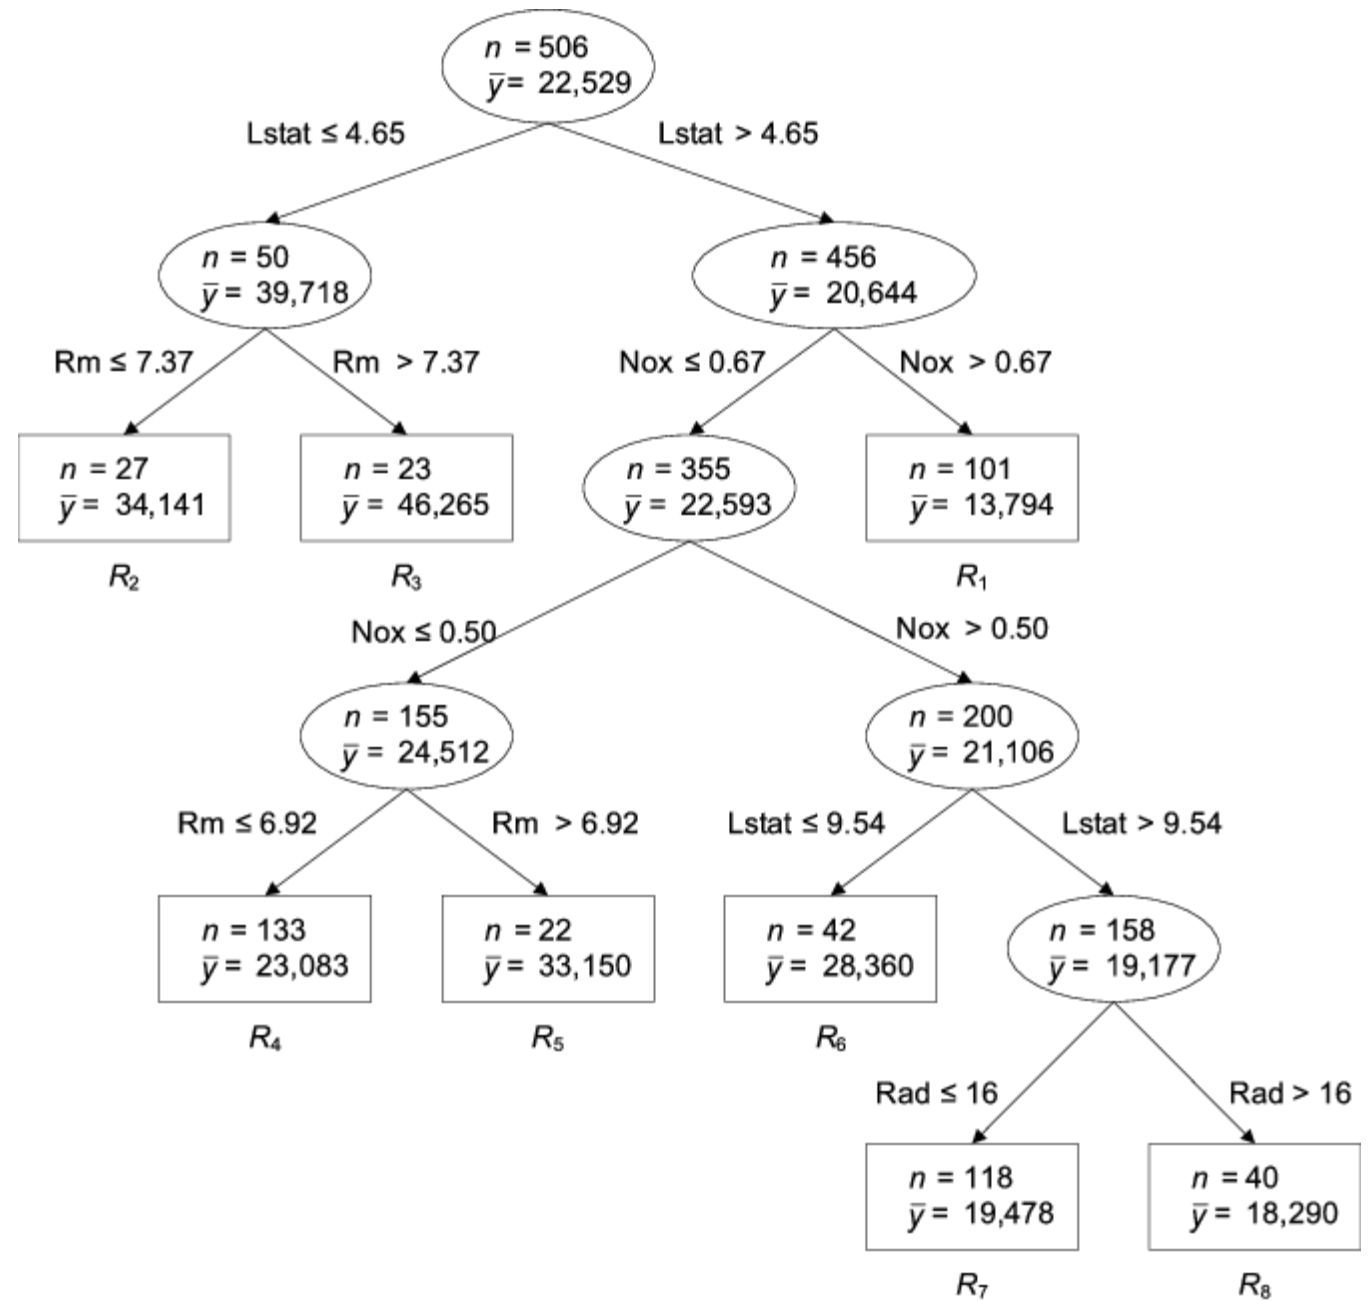 n = 506
y̅ = 22,529
Lstat ≤ 4.65
Lstat > 4.65
n = 50
y̅ = 39,718
n = 456
y̅ = 20,644
Rm ≤ 7.37
Rm > 7.37
Nox ≤ 0.67
Nox > 0.67
n = 27
y̅ = 34,141
R₂
n = 23
y̅ = 46,265
R₃
n = 355
y̅ = 22,593
n = 101
y̅ = 13,794
R₁
Nox ≤ 0.50
Nox > 0.50
n = 155
y̅ = 24,512
n = 200
y̅ = 21,106
Rm ≤ 6.92
Rm > 6.92
Lstat ≤ 9.54
Lstat > 9.54
n = 133
y̅ = 23,083
R₄
n = 22
y̅ = 33,150
R₅
n = 42
y̅ = 28,360
R₆
n = 158
y̅ = 19,177
Rad ≤ 16
Rad > 16
n = 118
y̅ = 19,478
R₇
n = 40
y̅ = 18,290
R₈